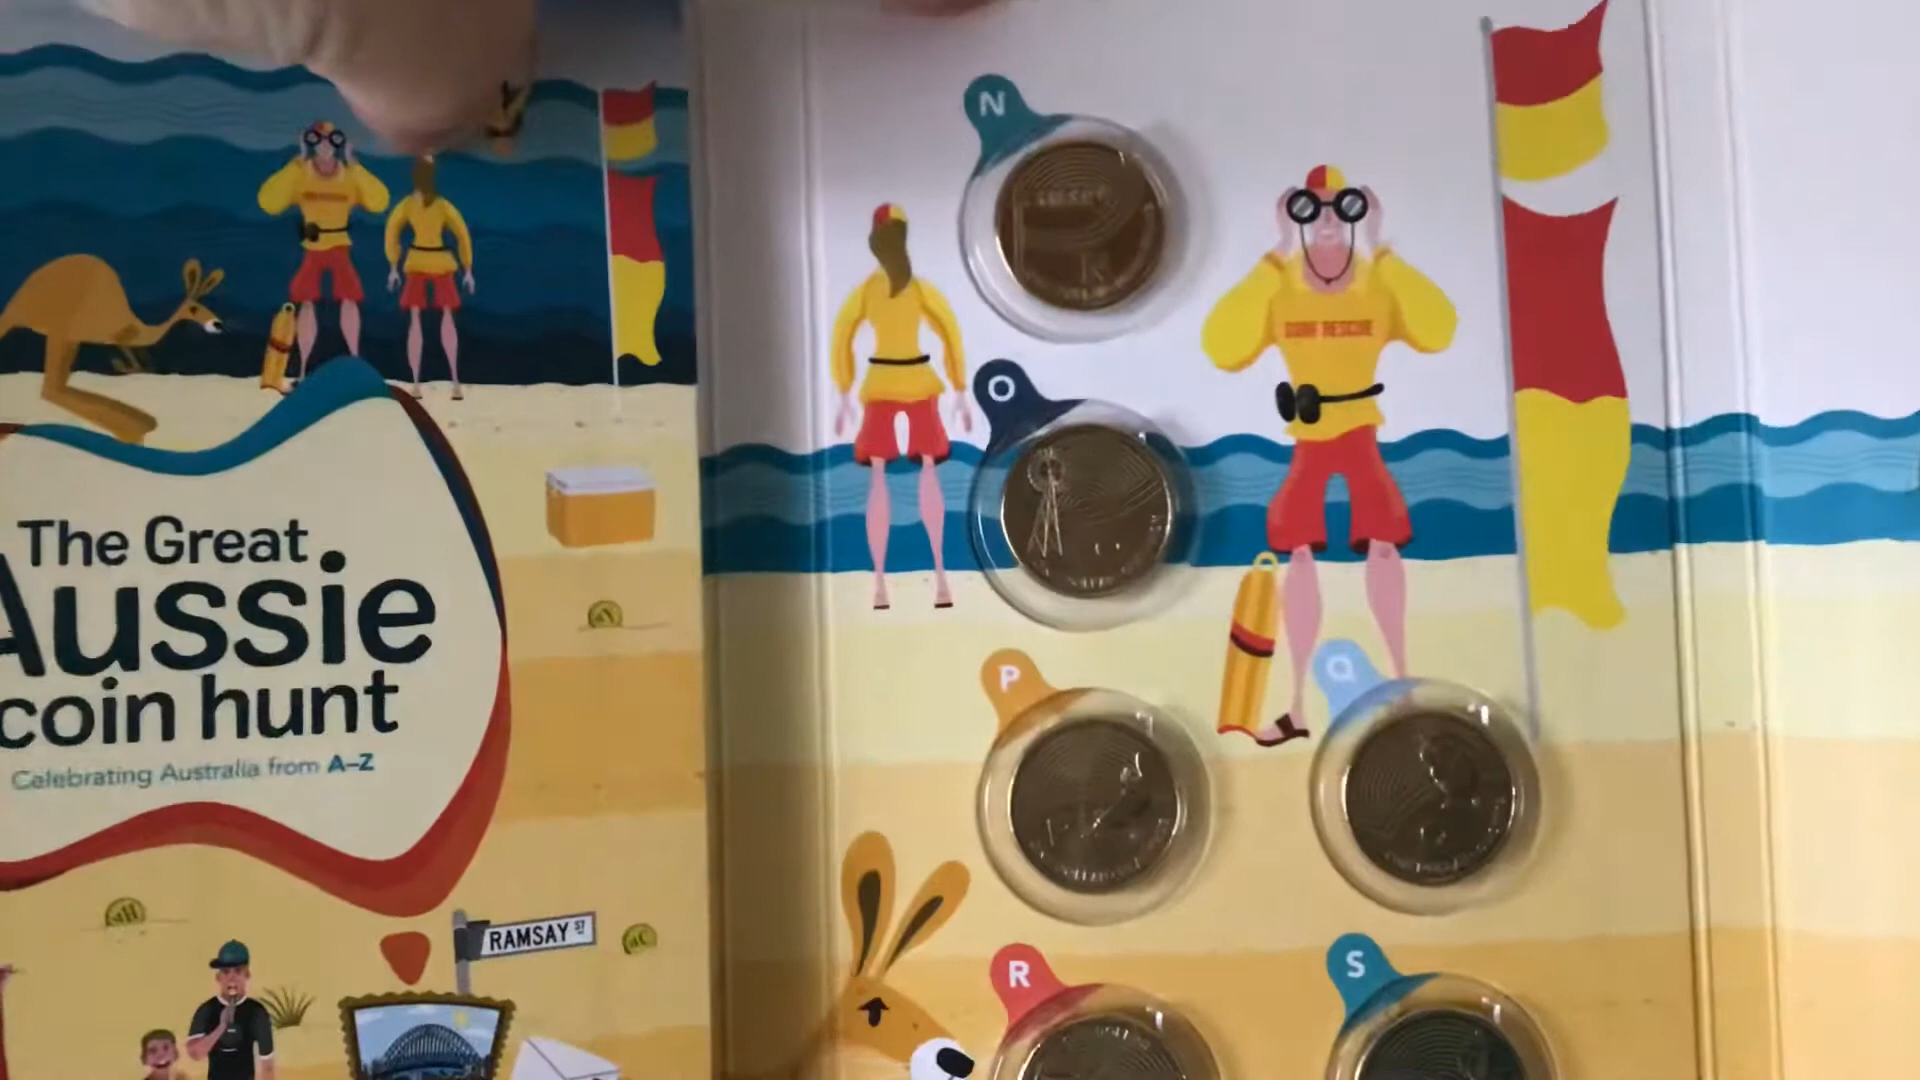 The Great
Aussie
coin hunt
Celebrating Australia from A–Z
RAMSAY ST
N
SURF RESCUE
O
P
Q
R
S